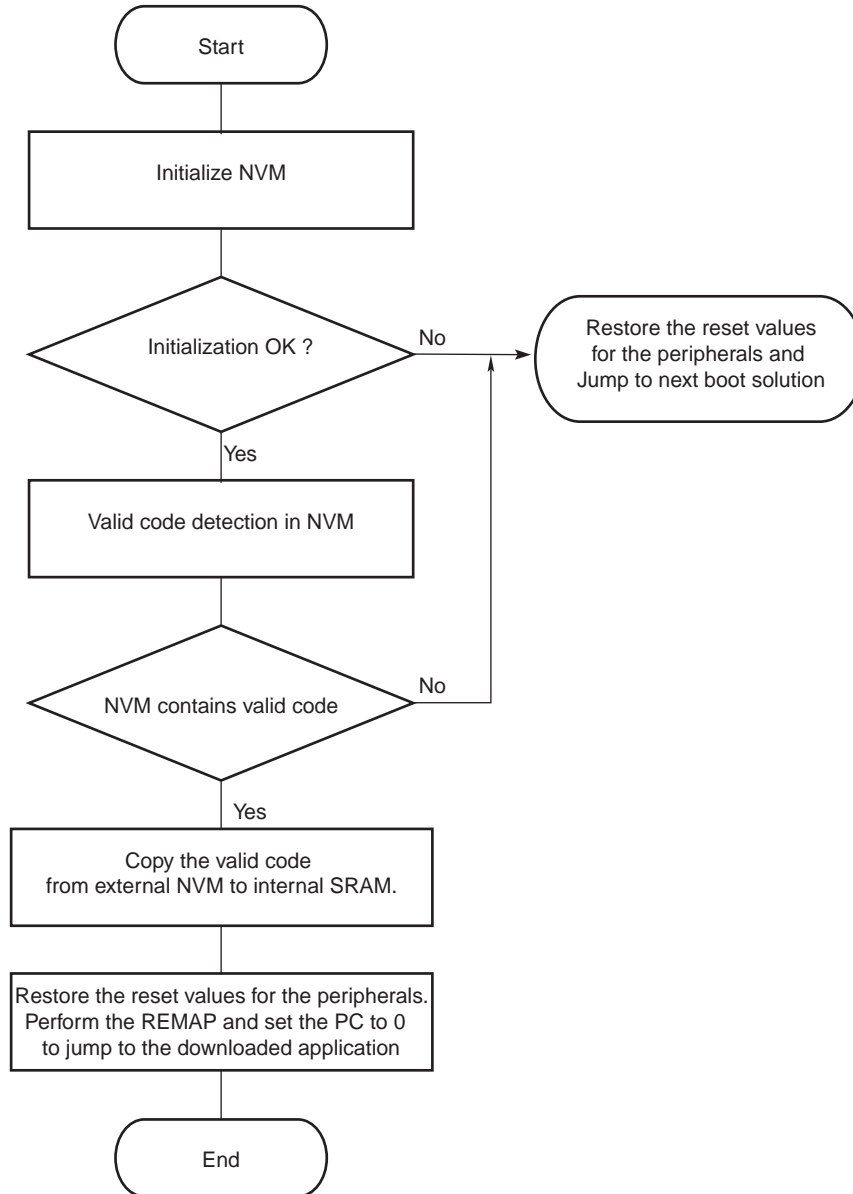 Start
Initialize NVM
Initialization OK ?
No
Restore the reset values
for the peripherals and
Jump to next boot solution
Yes
Valid code detection in NVM
NVM contains valid code
No
Yes
Copy the valid code
from external NVM to internal SRAM.
Restore the reset values for the peripherals.
Perform the REMAP and set the PC to 0
to jump to the downloaded application
End